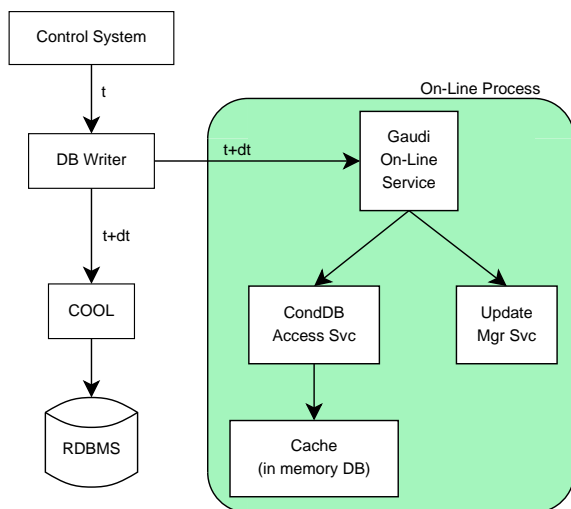 Control System
t
On-Line Process
DB Writer
t+dt
Gaudi
On-Line
Service
t+dt
COOL
CondDB
Access Svc
Update
Mgr Svc
RDBMS
Cache
(in memory DB)